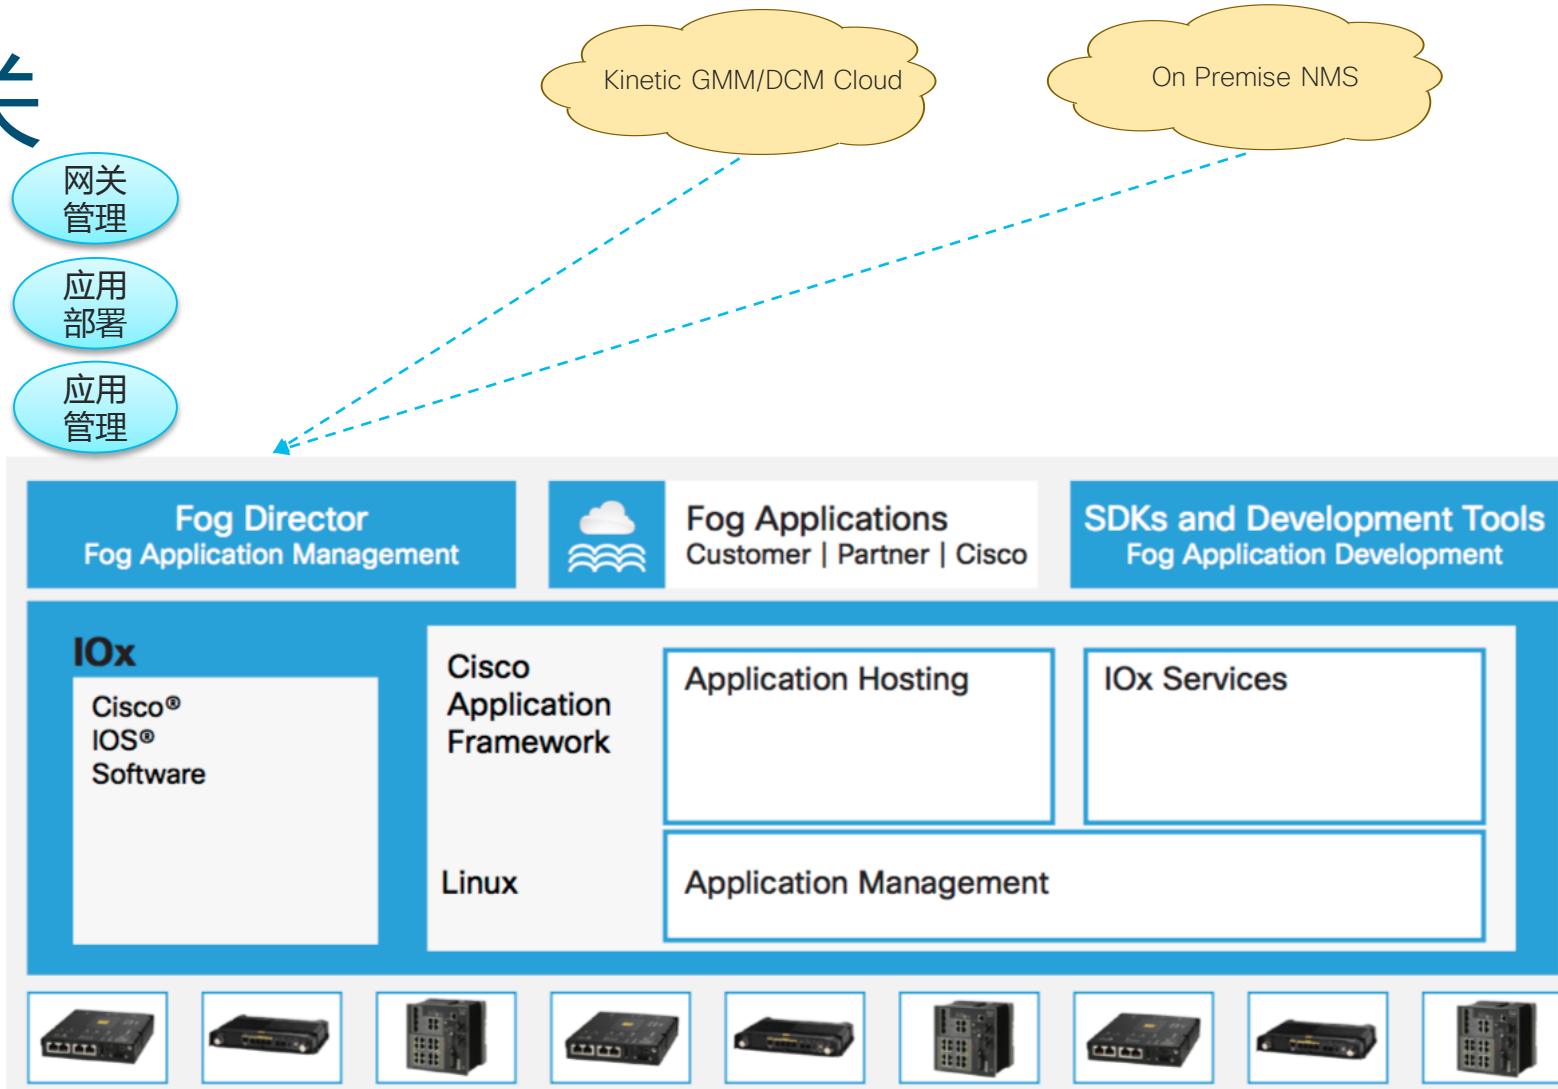 关
Kinetic GMM/DCM Cloud
On Premise NMS
网关
管理
应用
部署
应用
管理
Fog Director
Fog Application Management
Fog Applications
Customer | Partner | Cisco
SDKs and Development Tools
Fog Application Development
IOx
Cisco®
IOS®
Software
Cisco
Application
Framework
Application Hosting
IOx Services
Linux
Application Management